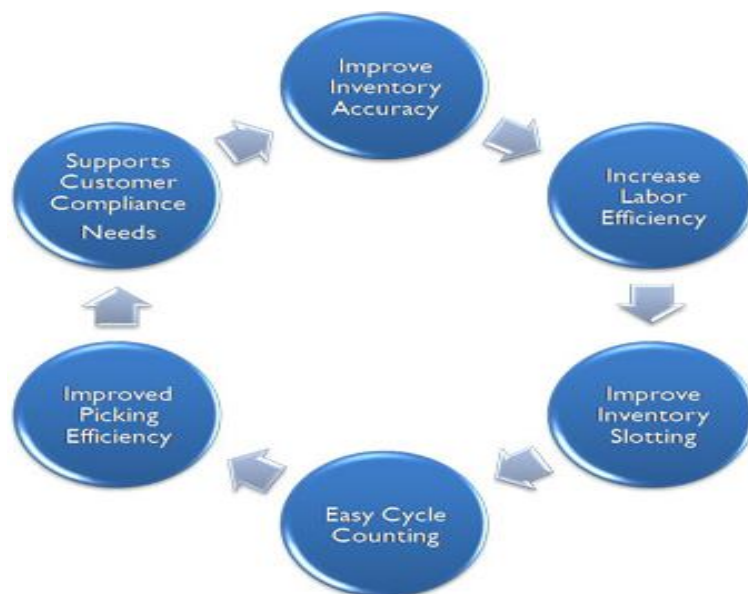 Improve
Inventory
Accuracy
Increase
Labor
Efficiency
Improve
Inventory
Slotting
Easy Cycle
Counting
Improved
Picking
Efficiency
Supports
Customer
Compliance
Needs